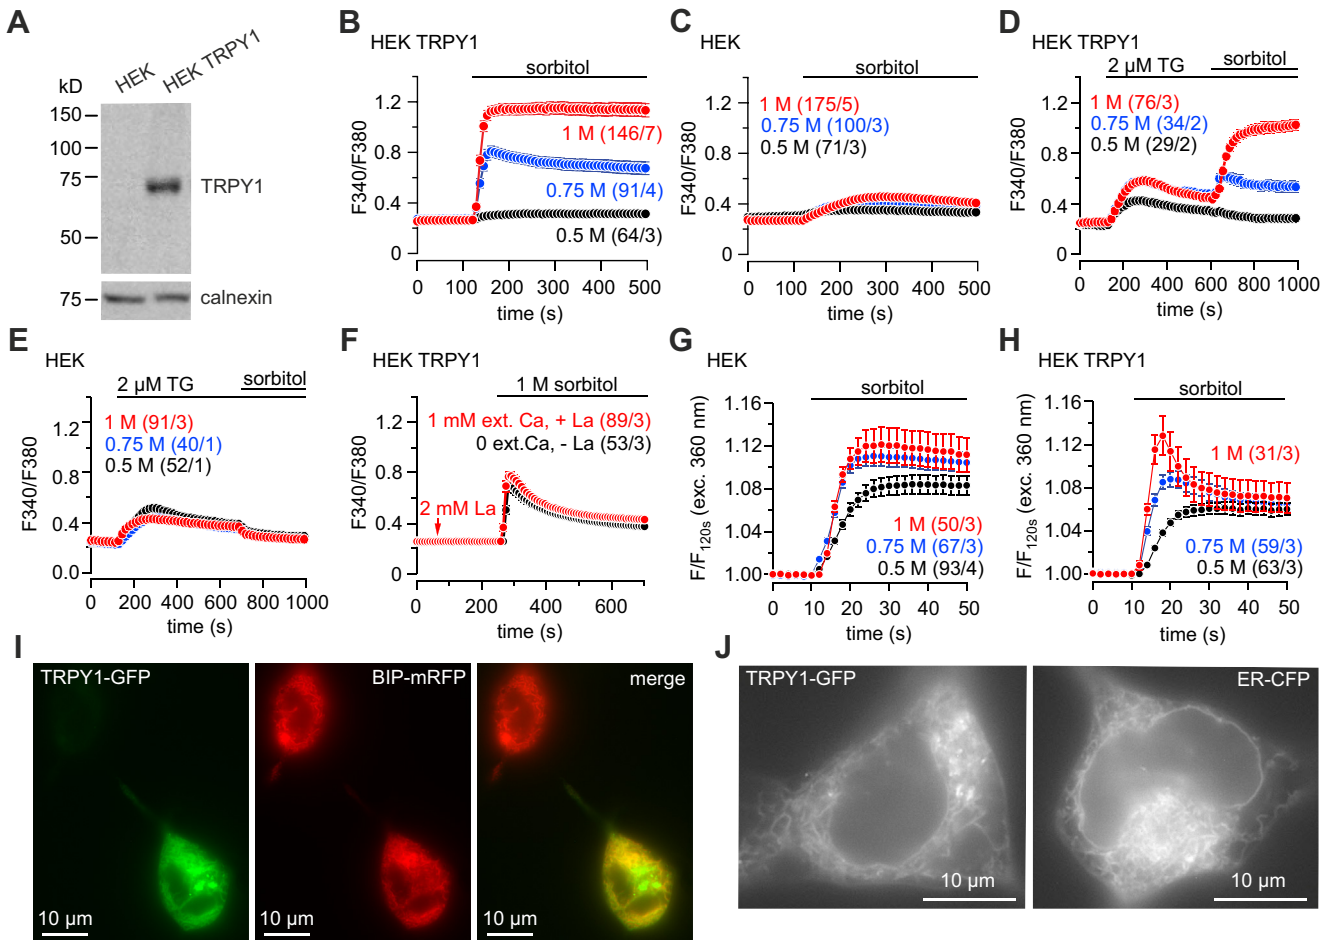 A
kD
HEK
HEK TRPY1
150
100
75
TRPY1
50
75
calnexin
B
HEK TRPY1
sorbitol
F340/F380
1.2
0.8
0.4
0
1 M (146/7)
0.75 M (91/4)
0.5 M (64/3)
0 100 200 300 400 500
time (s)
C
HEK
sorbitol
1 M (175/5)
0.75 M (100/3)
0.5 M (71/3)
F340/F380
1.2
0.8
0.4
0
0 100 200 300 400 500
time (s)
D
HEK TRPY1
2 µM TG
sorbitol
1 M (76/3)
0.75 M (34/2)
0.5 M (29/2)
F340/F380
1.2
0.8
0.4
0
0 200 400 600 800 1000
time (s)
E
HEK
2 µM TG
sorbitol
1 M (91/3)
0.75 M (40/1)
0.5 M (52/1)
F340/F380
1.2
0.8
0.4
0.0
0 200 400 600 800 1000
time (s)
F
HEK TRPY1
1 M sorbitol
1 mM ext. Ca, + La (89/3)
0 ext.Ca, - La (53/3)
2 mM La
F340/F380
1.2
0.8
0.4
0
0 200 400 600
time (s)
G
HEK
sorbitol
F/F120s (exc. 360 nm)
1.16
1.12
1.08
1.04
1.00
1 M (50/3)
0.75 M (67/3)
0.5 M (93/4)
0 10 20 30 40 50
time (s)
H
HEK TRPY1
sorbitol
F/F120s (exc. 360 nm)
1.16
1.12
1.08
1.04
1.00
1 M (31/3)
0.75 M (59/3)
0.5 M (63/3)
0 10 20 30 40 50
time (s)
I
TRPY1-GFP
10 µm
BIP-mRFP
10 µm
merge
10 µm
J
TRPY1-GFP
10 µm
ER-CFP
10 µm